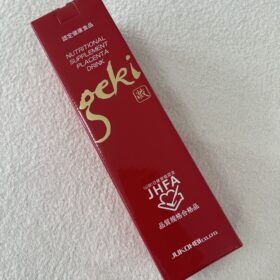 認定健康食品
NUTRITIONAL
SUPPLEMENT
PLACENTA
DRINK
geki
激
JHFA
品質規格合格品